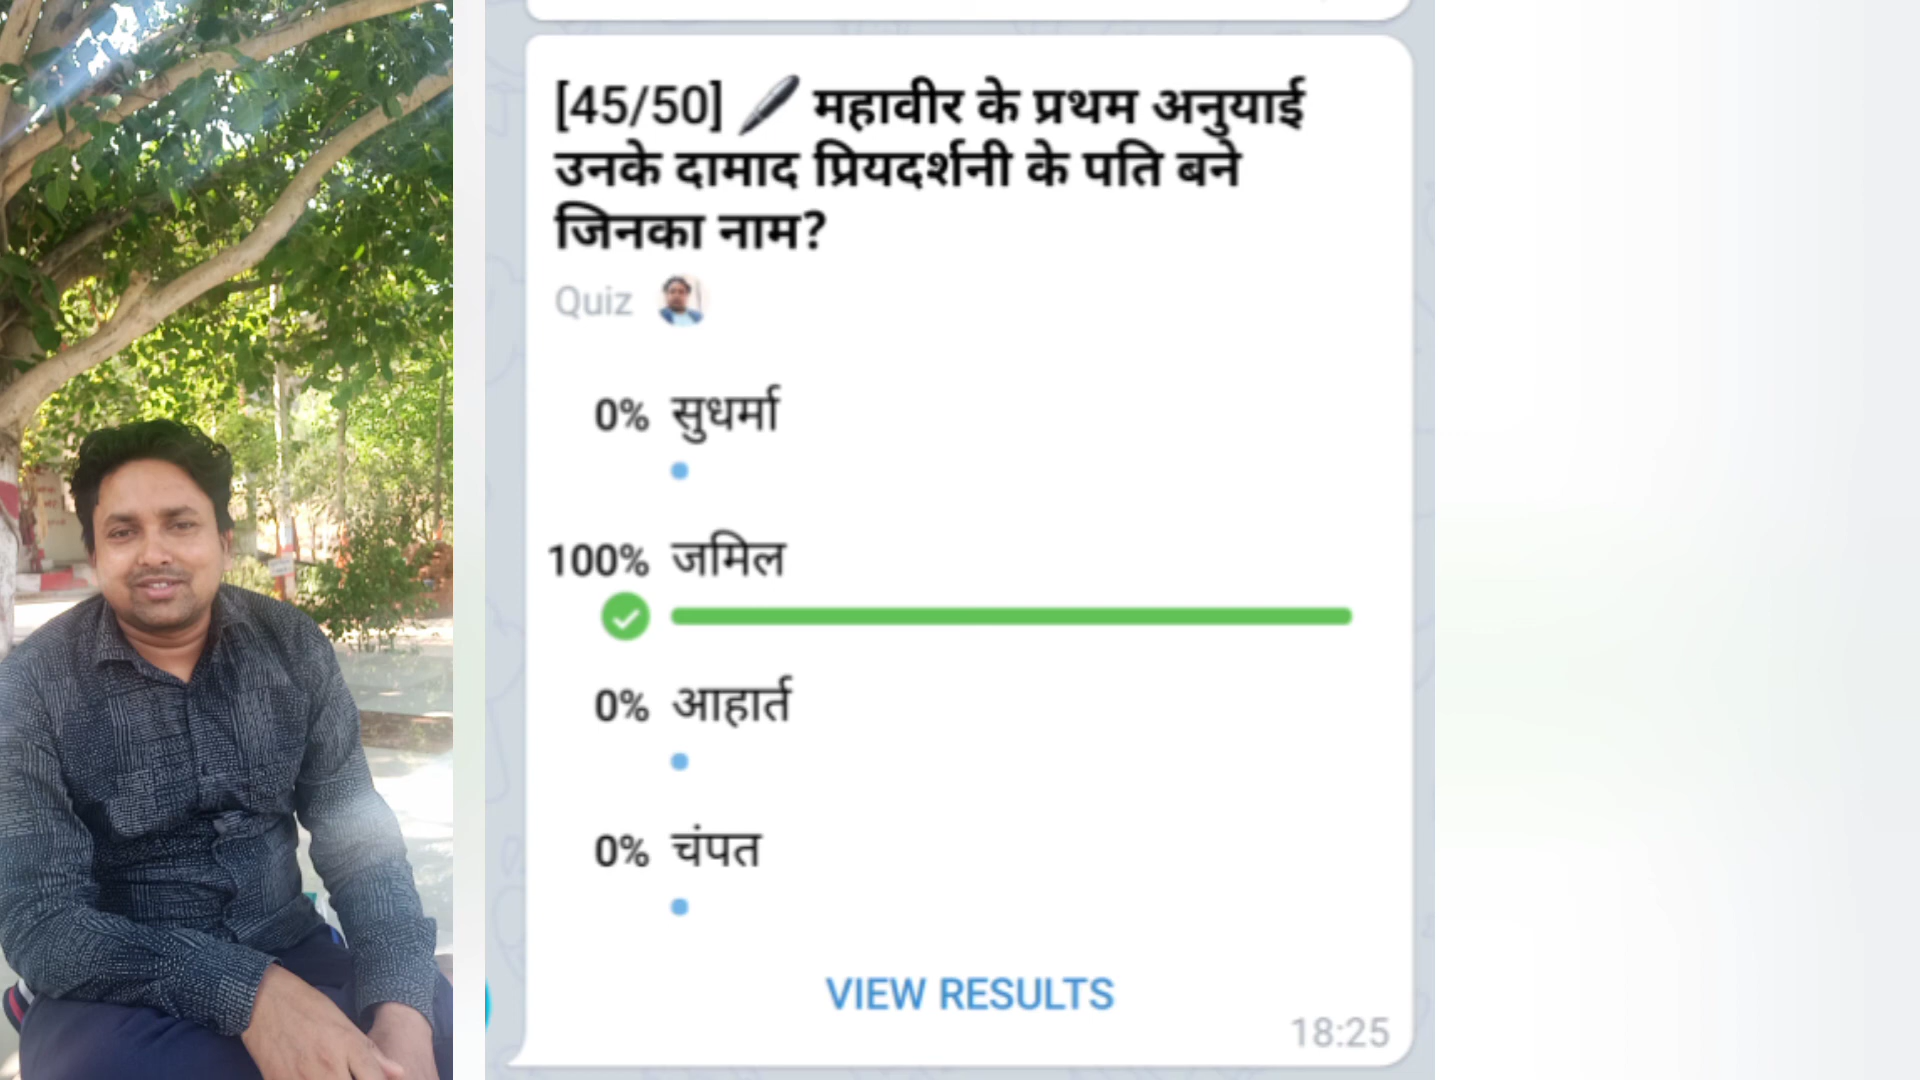 [45/50] 🖊 महावीर के प्रथम अनुयाई
उनके दामाद प्रियदर्शनी के पति बने
जिनका नाम?
Quiz
0% सुधर्मा
100% जमिल
0% आहार्त
0% चंपत
VIEW RESULTS
18:25